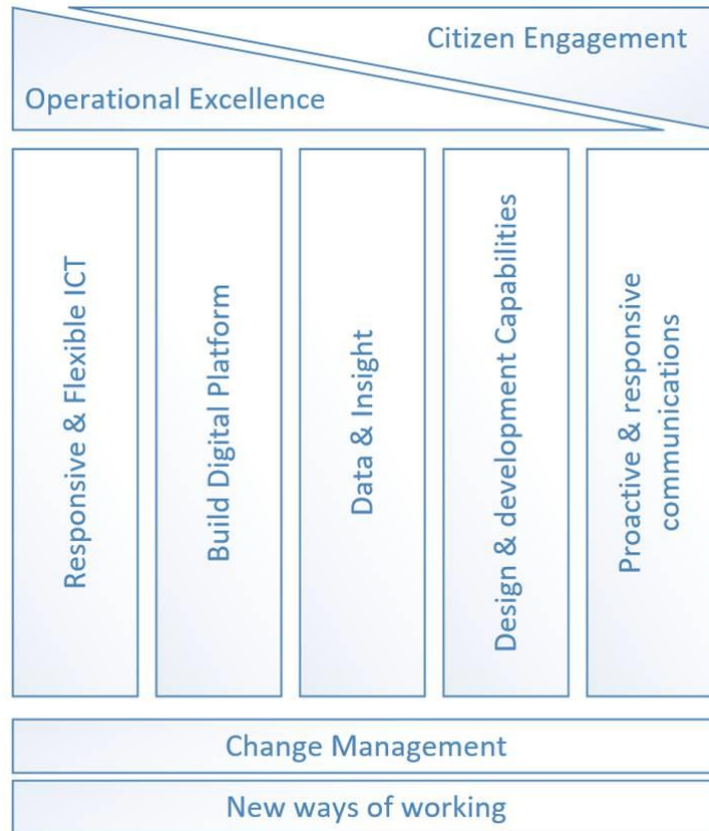 Citizen Engagement
Operational Excellence
Responsive & Flexible ICT
Build Digital Platform
Data & Insight
Design & development Capabilities
Proactive & responsive
communications
Change Management
New ways of working